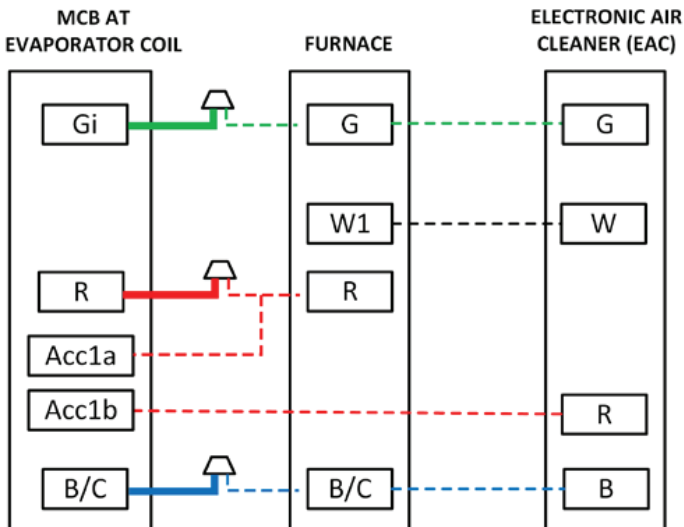 MCB AT
EVAPORATOR COIL
FURNACE
ELECTRONIC AIR
CLEANER (EAC)
Gi
G
G
W1
W
R
R
Acc1a
Acc1b
R
B/C
B/C
B